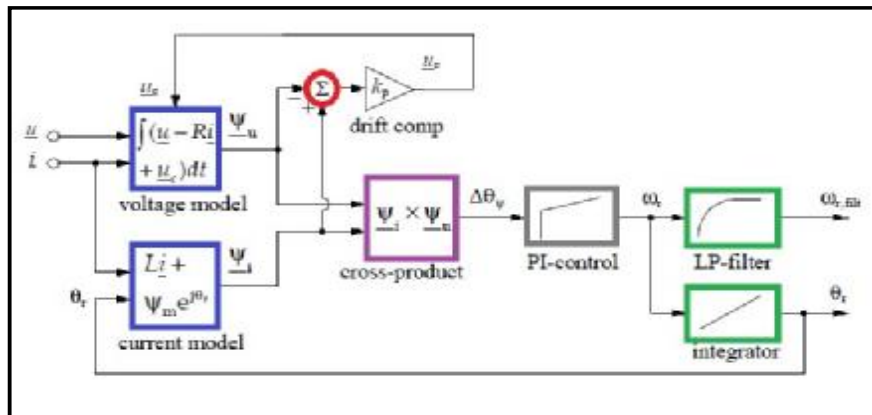 u_c
u
i
∫(u – Ri
+ u_c)dt
Ψ_u
voltage model
Σ
–
+
k_p
u_c
drift comp
Li +
Ψ_m e^jθ_r
Ψ_i
θ_r
current model
Ψ_i × Ψ_u
cross-product
Δθ_ψ
PI-control
ω_r
LP-filter
ω_r,filt
integrator
θ_r